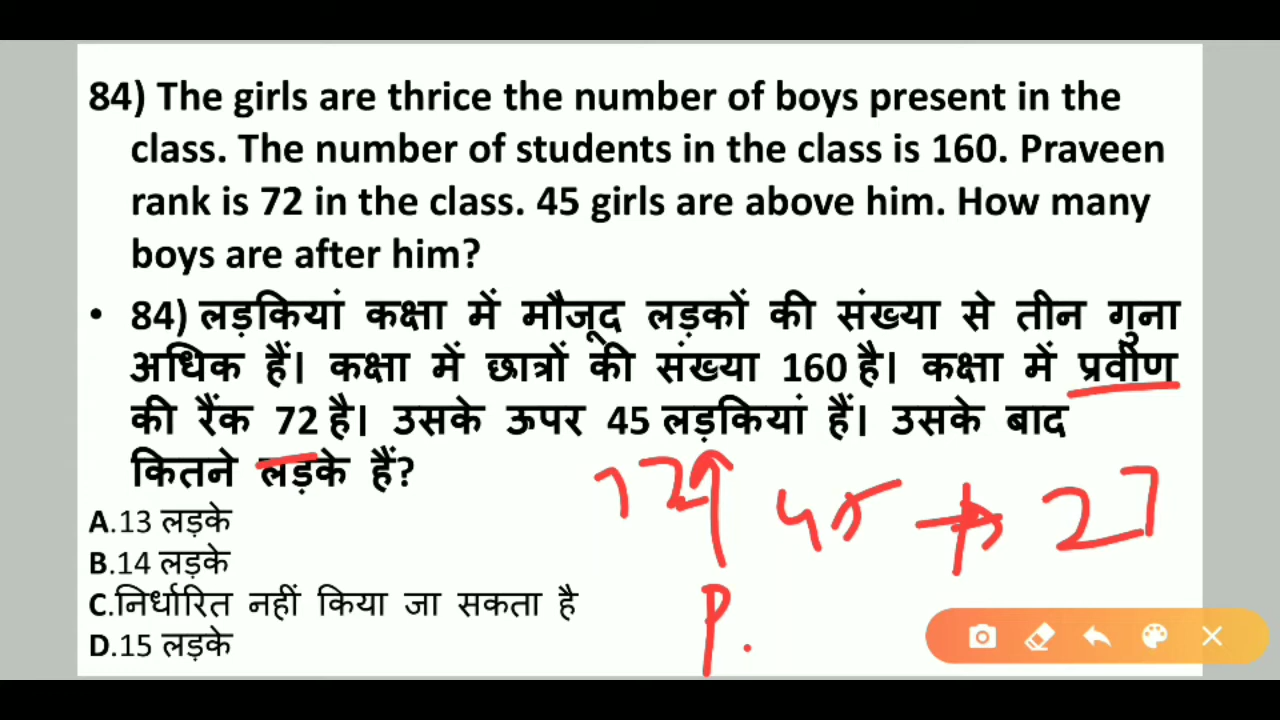 84) The girls are thrice the number of boys present in the
class. The number of students in the class is 160. Praveen
rank is 72 in the class. 45 girls are above him. How many
boys are after him?
• 84) लड़कियां कक्षा में मौजूद लड़कों की संख्या से तीन गुना
अधिक हैं। कक्षा में छात्रों की संख्या 160 है। कक्षा में प्रवीण
की रैंक 72 है। उसके ऊपर 45 लड़कियां हैं। उसके बाद
कितने लड़के हैं?
72 45 → 27
A.13 लड़के
B.14 लड़के
C.निर्धारित नहीं किया जा सकता है
D.15 लड़के
P.